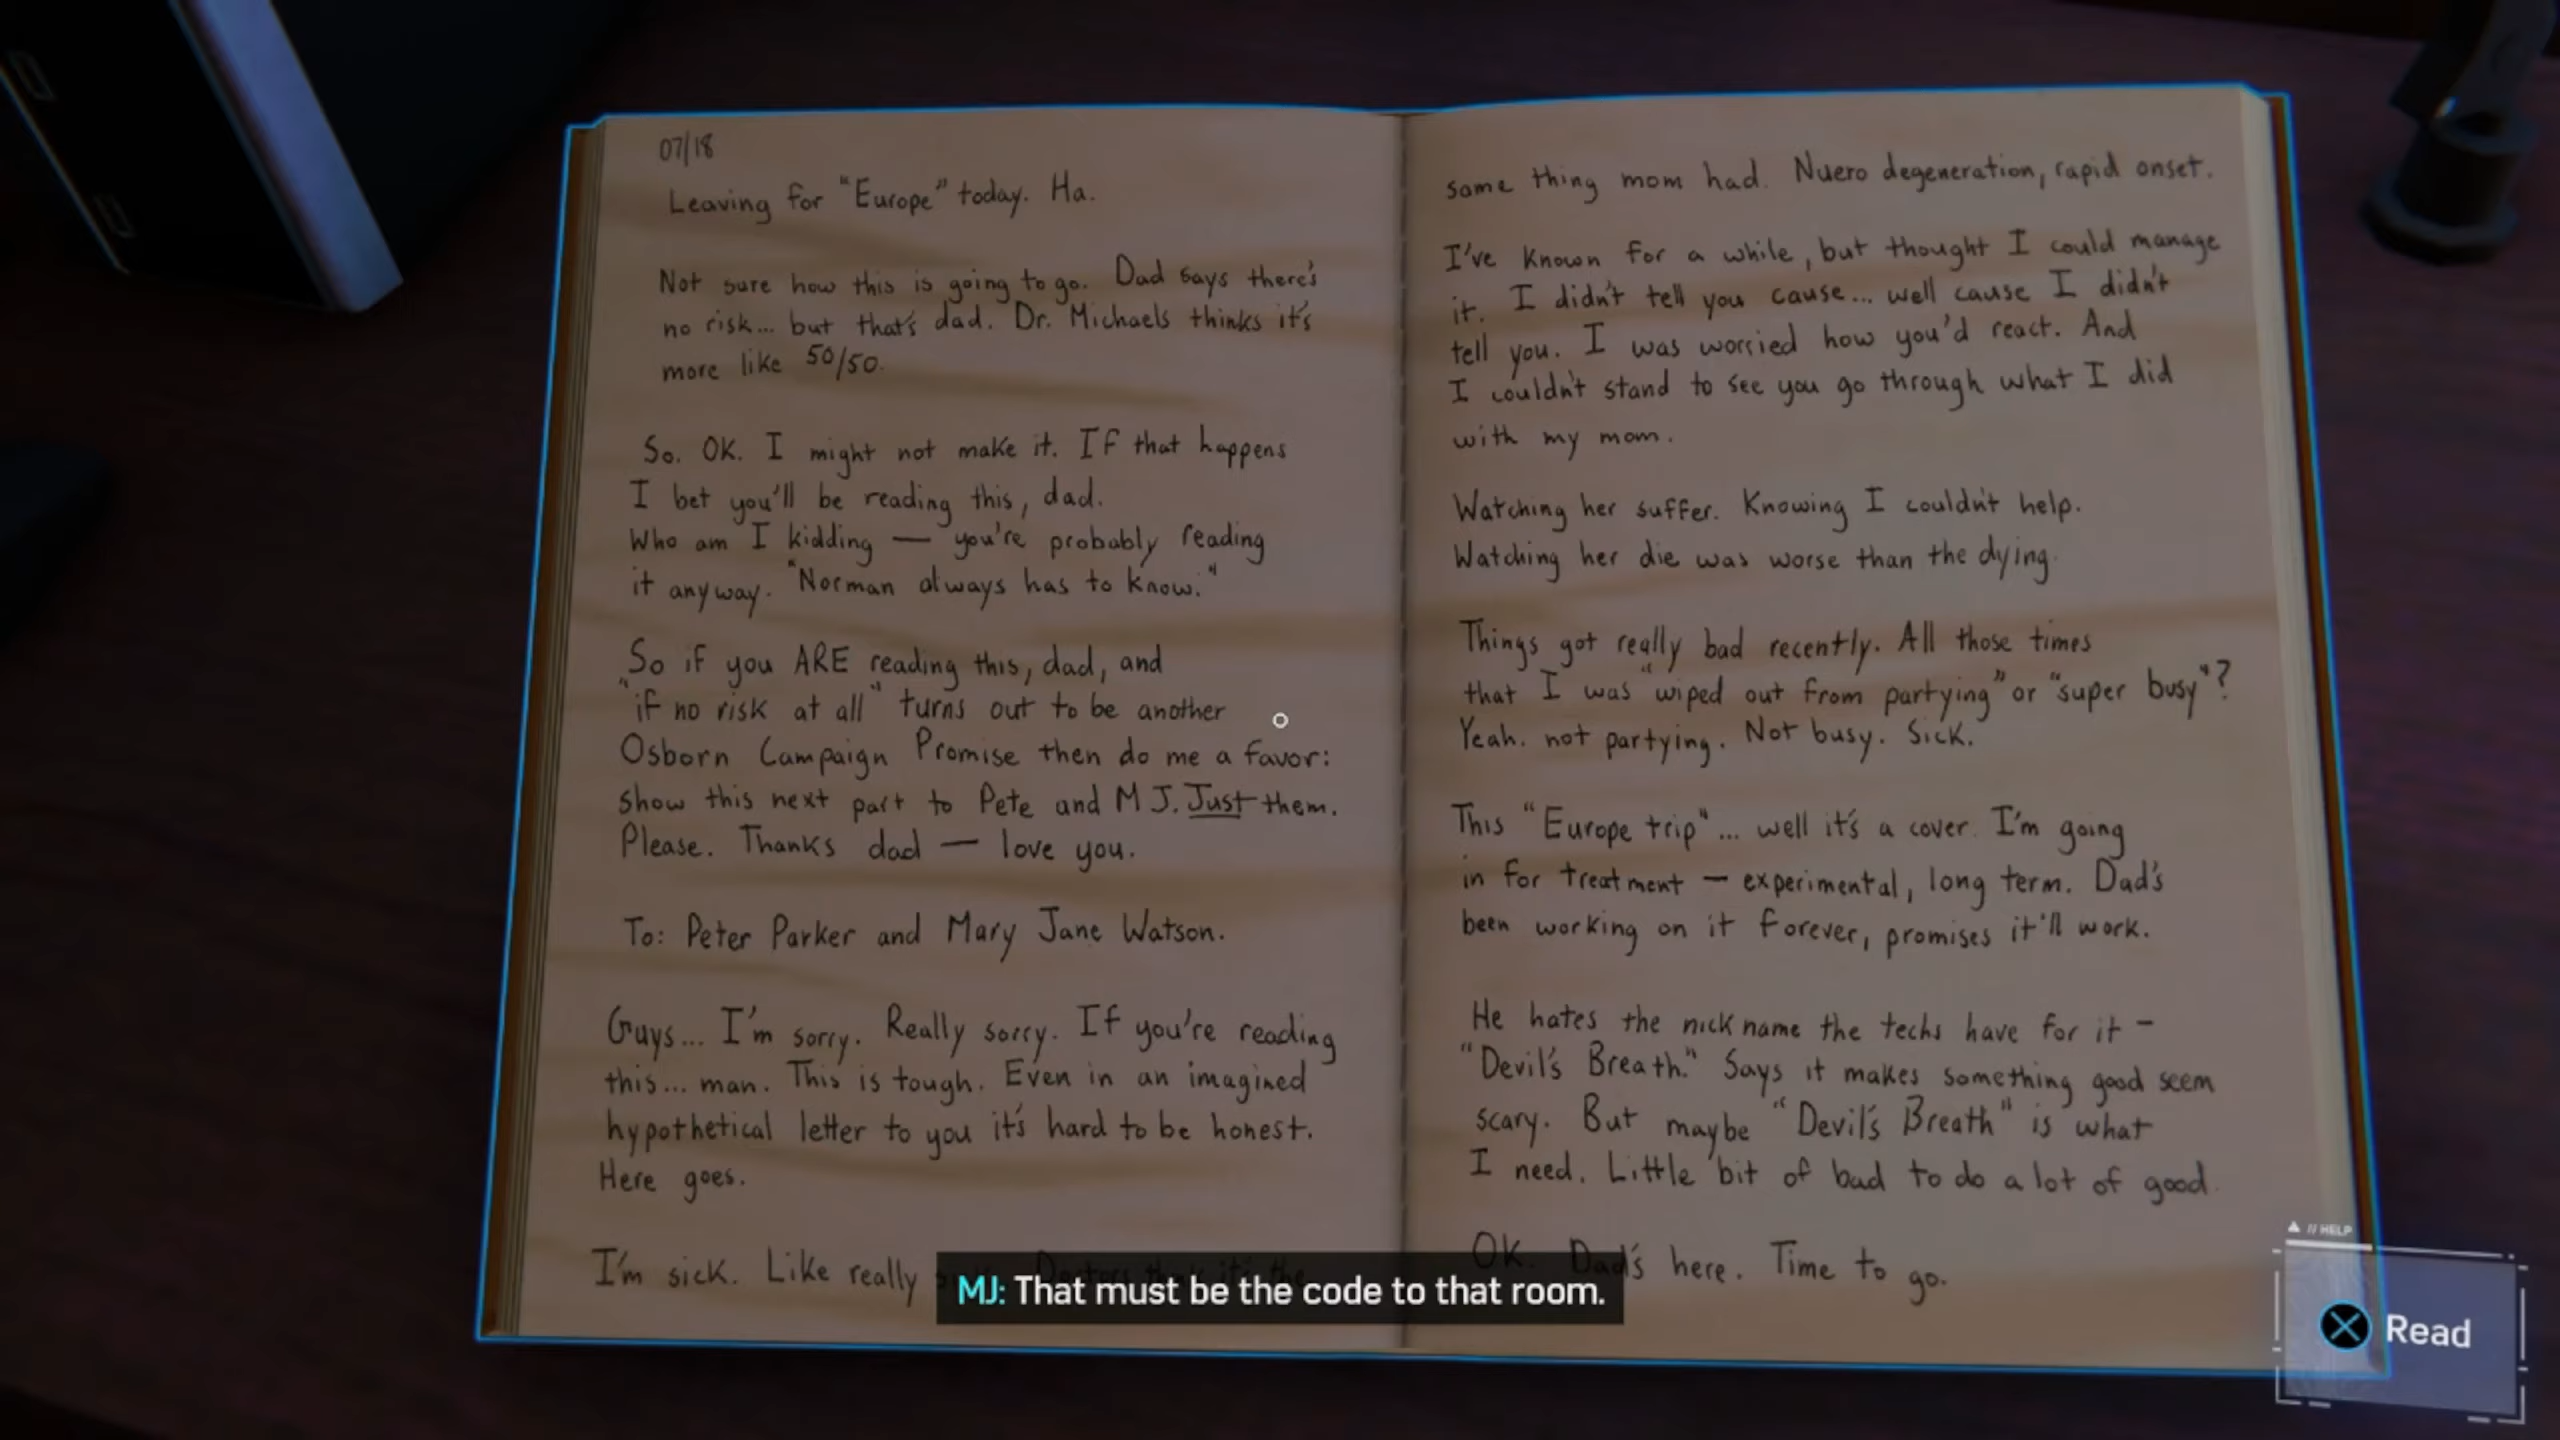 07/18
Leaving for "Europe" today. Ha.
Not sure how this is going to go. Dad says there's
no risk... but that's dad. Dr. Michaels thinks it's
more like 50/50.
So. OK. I might not make it. IF that happens
I bet you'll be reading this, dad.
Who am I kidding — you're probably reading
it anyway. "Norman always has to know."
So if you ARE reading this, dad, and
"if no risk at all" turns out to be another
Osborn Campaign Promise then do me a favor:
show this next part to Pete and MJ. Just them.
Please. Thanks dad — love you.
To: Peter Parker and Mary Jane Watson.
Guys... I'm sorry. Really sorry. If you're reading
this... man. This is tough. Even in an imagined
hypothetical letter to you it's hard to be honest.
Here goes.
I'm sick. Like really
some thing mom had. Nuero degeneration, rapid onset.
I've known for a while, but thought I could manage
it. I didn't tell you cause... well cause I didn't
tell you. I was worried how you'd react. And
I couldn't stand to see you go through what I did
with my mom.
Watching her suffer. Knowing I couldn't help.
Watching her die was worse than the dying.
Things got really bad recently. All those times
that I was "wiped out from partying" or "super busy"?
Yeah. not partying. Not busy. Sick.
This "Europe trip"... well it's a cover. I'm going
in for treatment — experimental, long term. Dad's
been working on it forever, promises it'll work.
He hates the nickname the techs have for it -
"Devil's Breath." Says it makes something good seem
scary. But maybe "Devil's Breath" is what
I need. Little bit of bad to do a lot of good.
OK. Dad's here. Time to go.
MJ: That must be the code to that room.
// HELP
Read